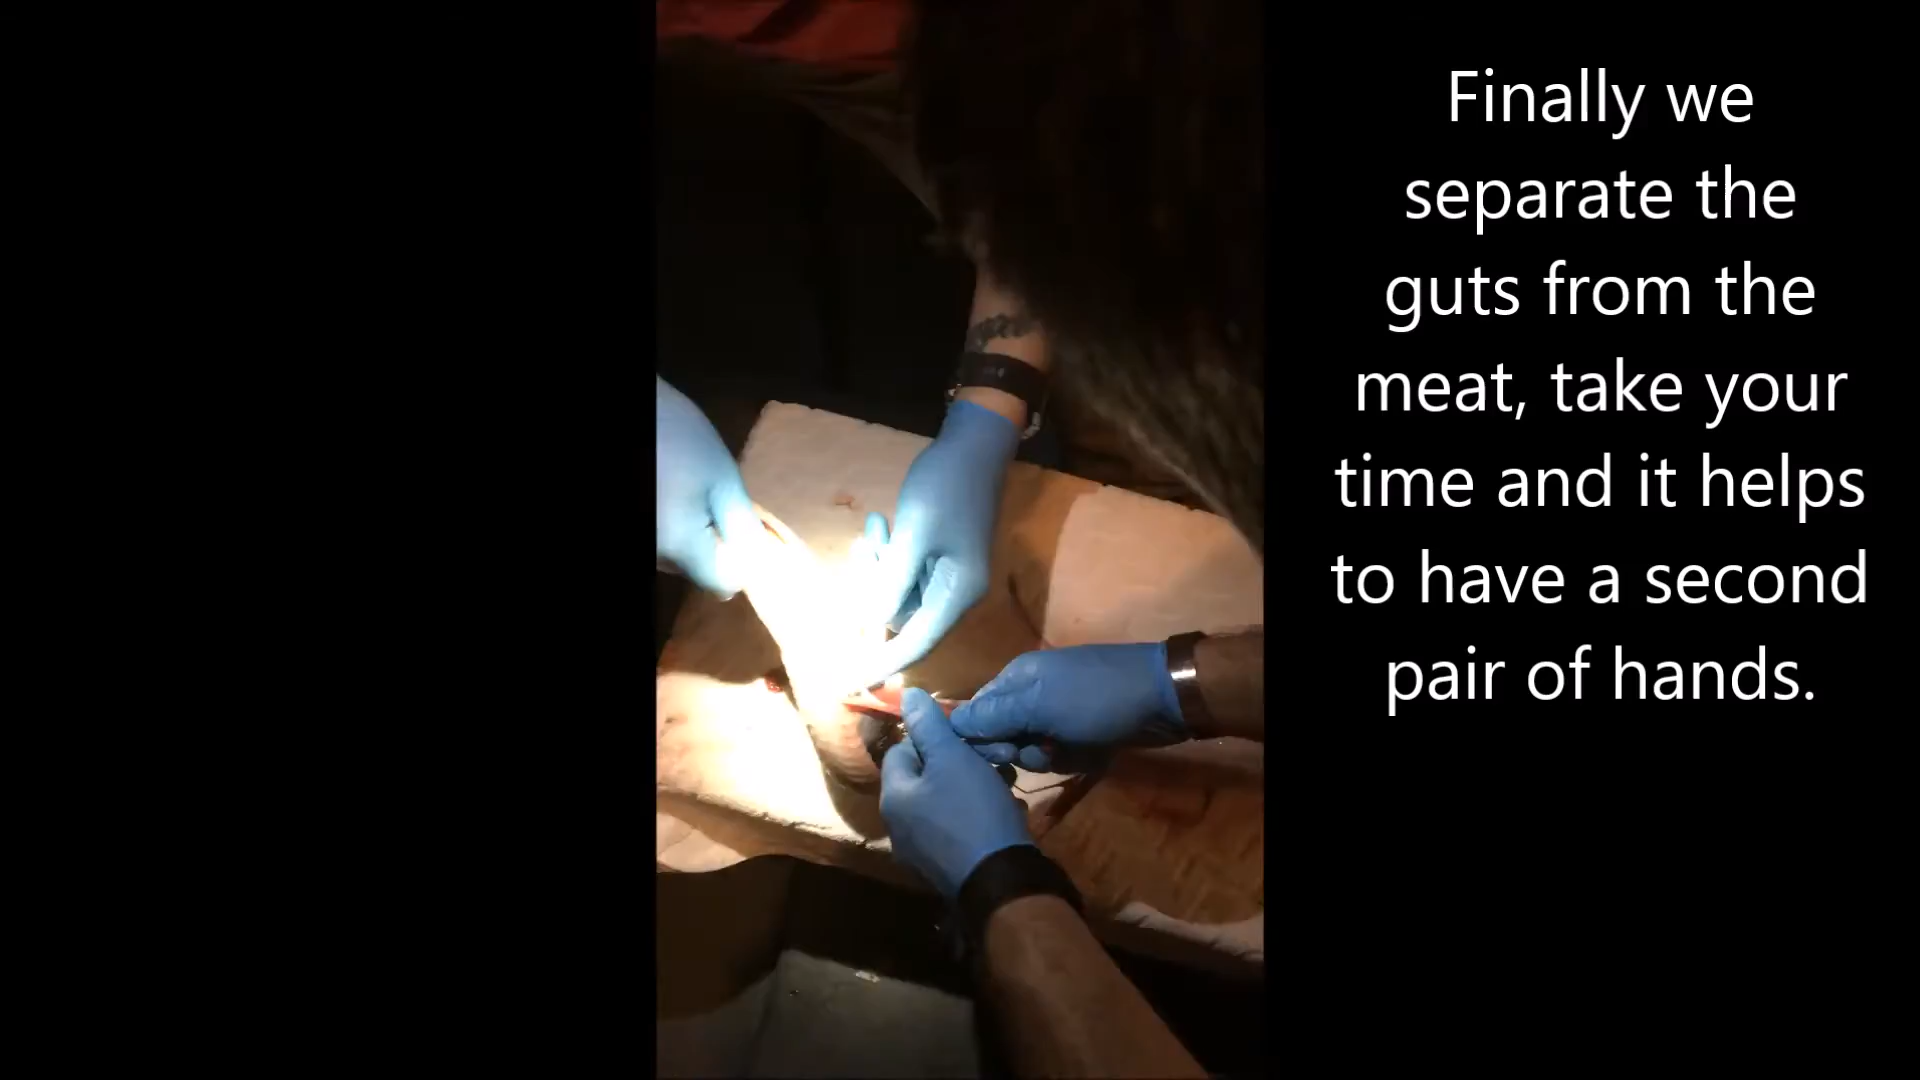 Finally we
separate the
guts from the
meat, take your
time and it helps
to have a second
pair of hands.